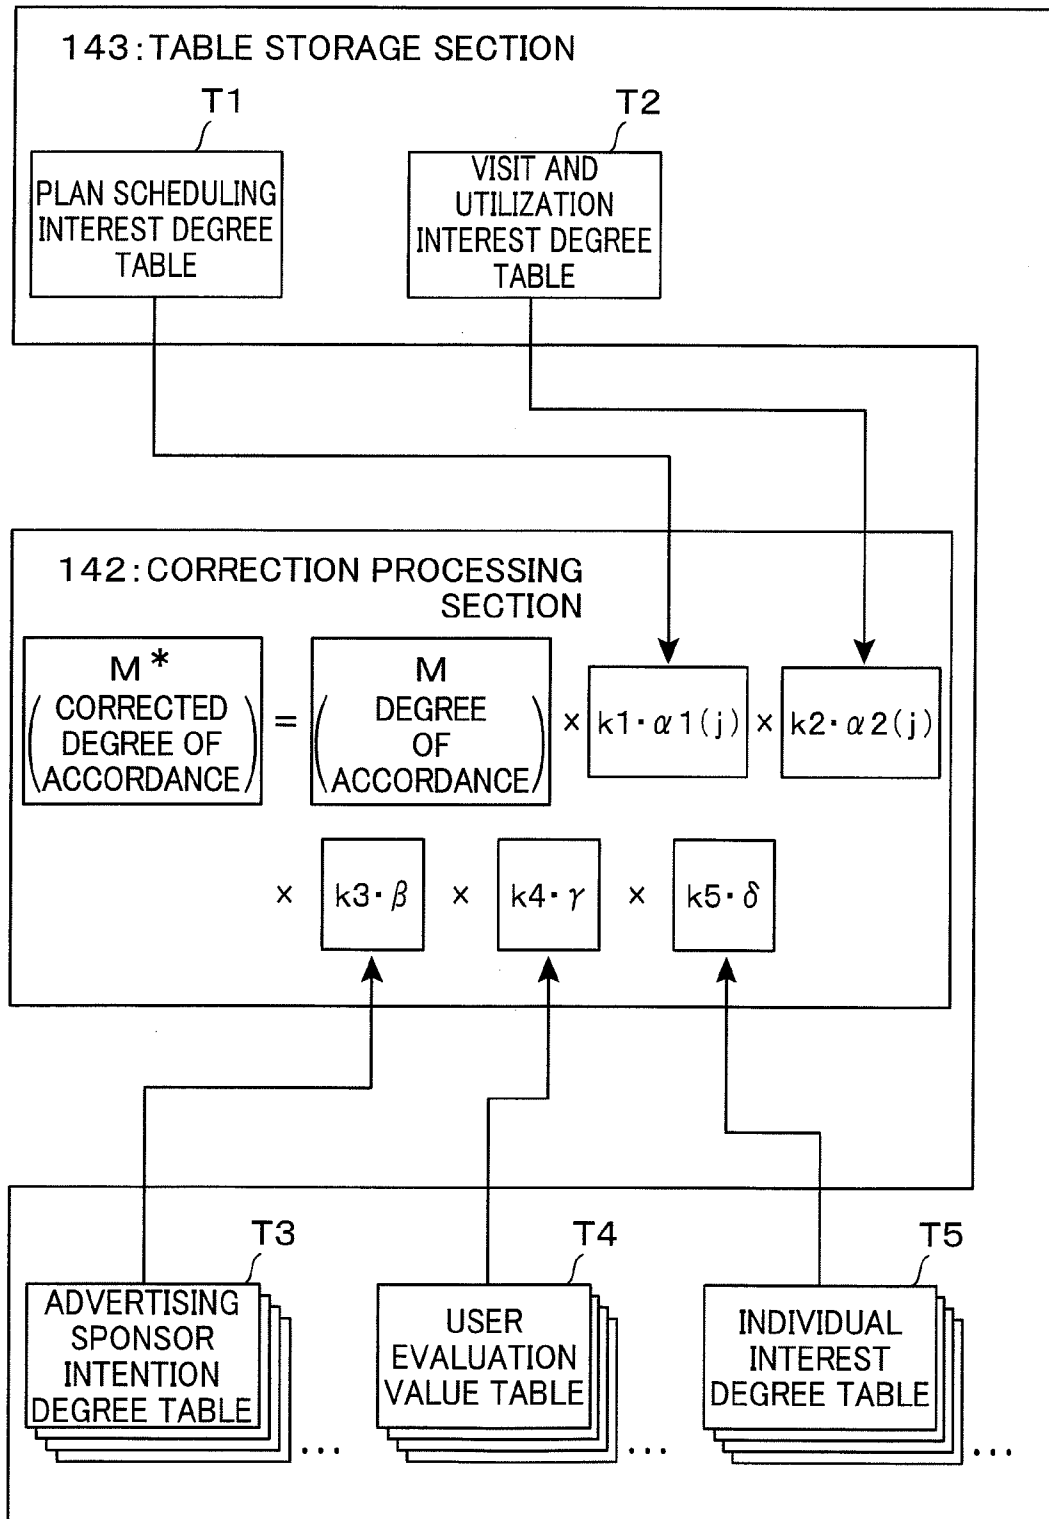 143:TABLE STORAGE SECTION
T1
T2
PLAN SCHEDULING
INTEREST DEGREE
TABLE
VISIT AND
UTILIZATION
INTEREST DEGREE
TABLE
142:CORRECTION PROCESSING
SECTION
M*
(CORRECTED
DEGREE OF
ACCORDANCE)
=
M
(DEGREE
OF
ACCORDANCE)
× k1・α1(j) × k2・α2(j)
× k3・β × k4・γ × k5・δ
T3
T4
T5
ADVERTISING
SPONSOR
INTENTION
DEGREE TABLE
...
USER
EVALUATION
VALUE TABLE
...
INDIVIDUAL
INTEREST
DEGREE TABLE
...